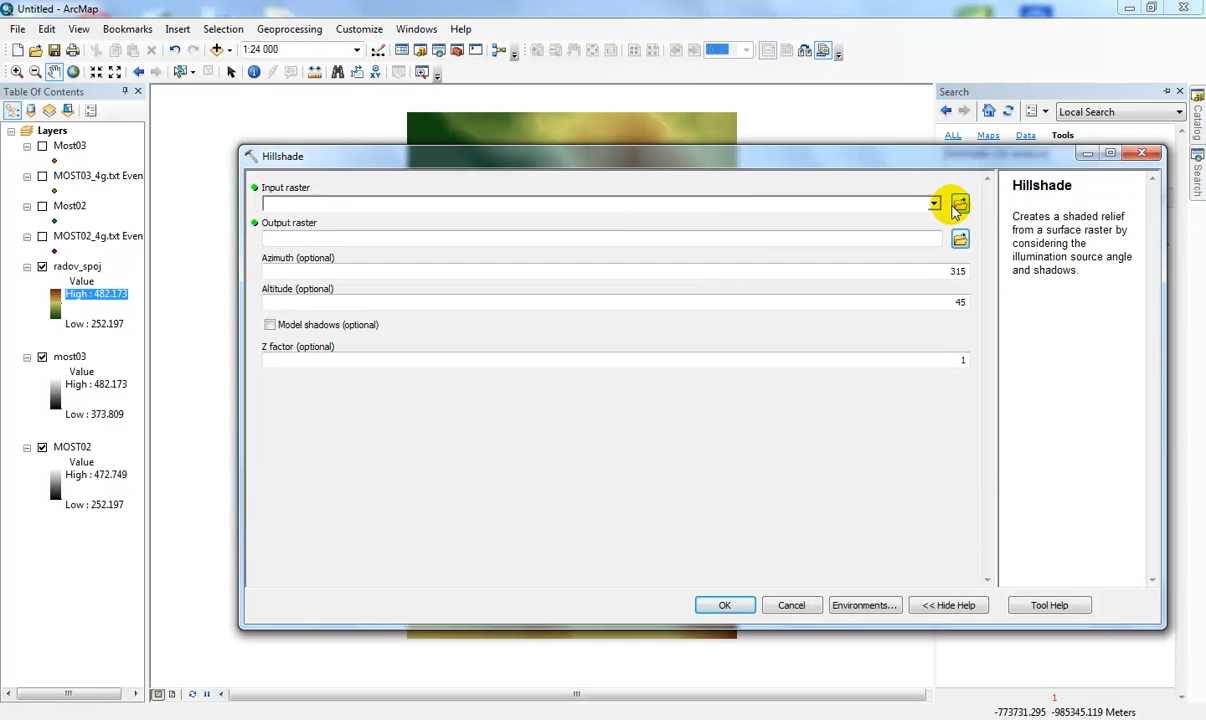 Untitled - ArcMap
File Edit View Bookmarks Insert Selection Geoprocessing Customize Windows Help
1:24 000
Table Of Contents
Layers
Most03
MOST03_4g.txt Even
Most02
MOST02_4g.txt Even
radov_spoj
Value
High : 482.173
Low : 252.197
most03
Value
High : 482.173
Low : 373.809
MOST02
Value
High : 472.749
Low : 252.197
Hillshade
Input raster
Output raster
Azimuth (optional)
315
Altitude (optional)
45
Model shadows (optional)
Z factor (optional)
1
OK Cancel Environments... << Hide Help Tool Help
Hillshade
Creates a shaded relief
from a surface raster by
considering the
illumination source angle
and shadows.
Search
Local Search
ALL Maps Data Tools
Catalog
Search
1
-773731.295 -985345.119 Meters